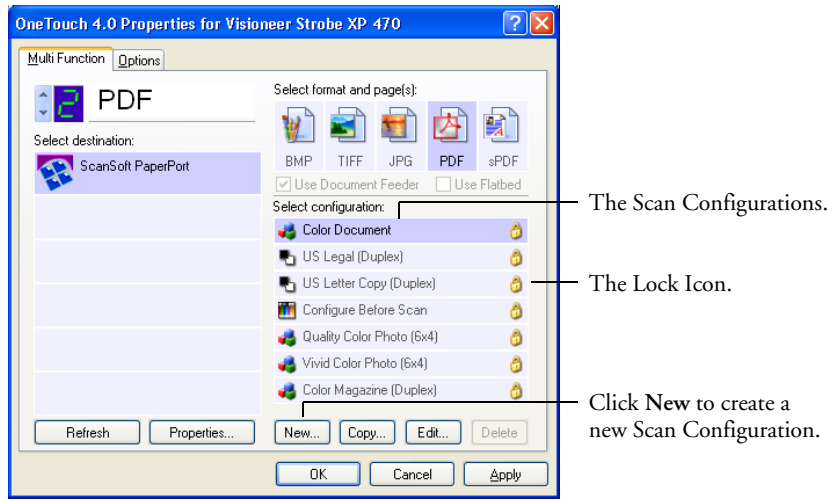 OneTouch 4.0 Properties for Visioneer Strobe XP 470
Multi Function
Options
2
PDF
Select destination:
ScanSoft PaperPort
Refresh
Properties...
Select format and page(s):
BMP
TIFF
JPG
PDF
sPDF
Use Document Feeder
Use Flatbed
Select configuration:
Color Document
US Legal (Duplex)
US Letter Copy (Duplex)
Configure Before Scan
Quality Color Photo (6x4)
Vivid Color Photo (6x4)
Color Magazine (Duplex)
New...
Copy...
Edit...
Delete
OK
Cancel
Apply
The Scan Configurations.
The Lock Icon.
Click New to create a
new Scan Configuration.